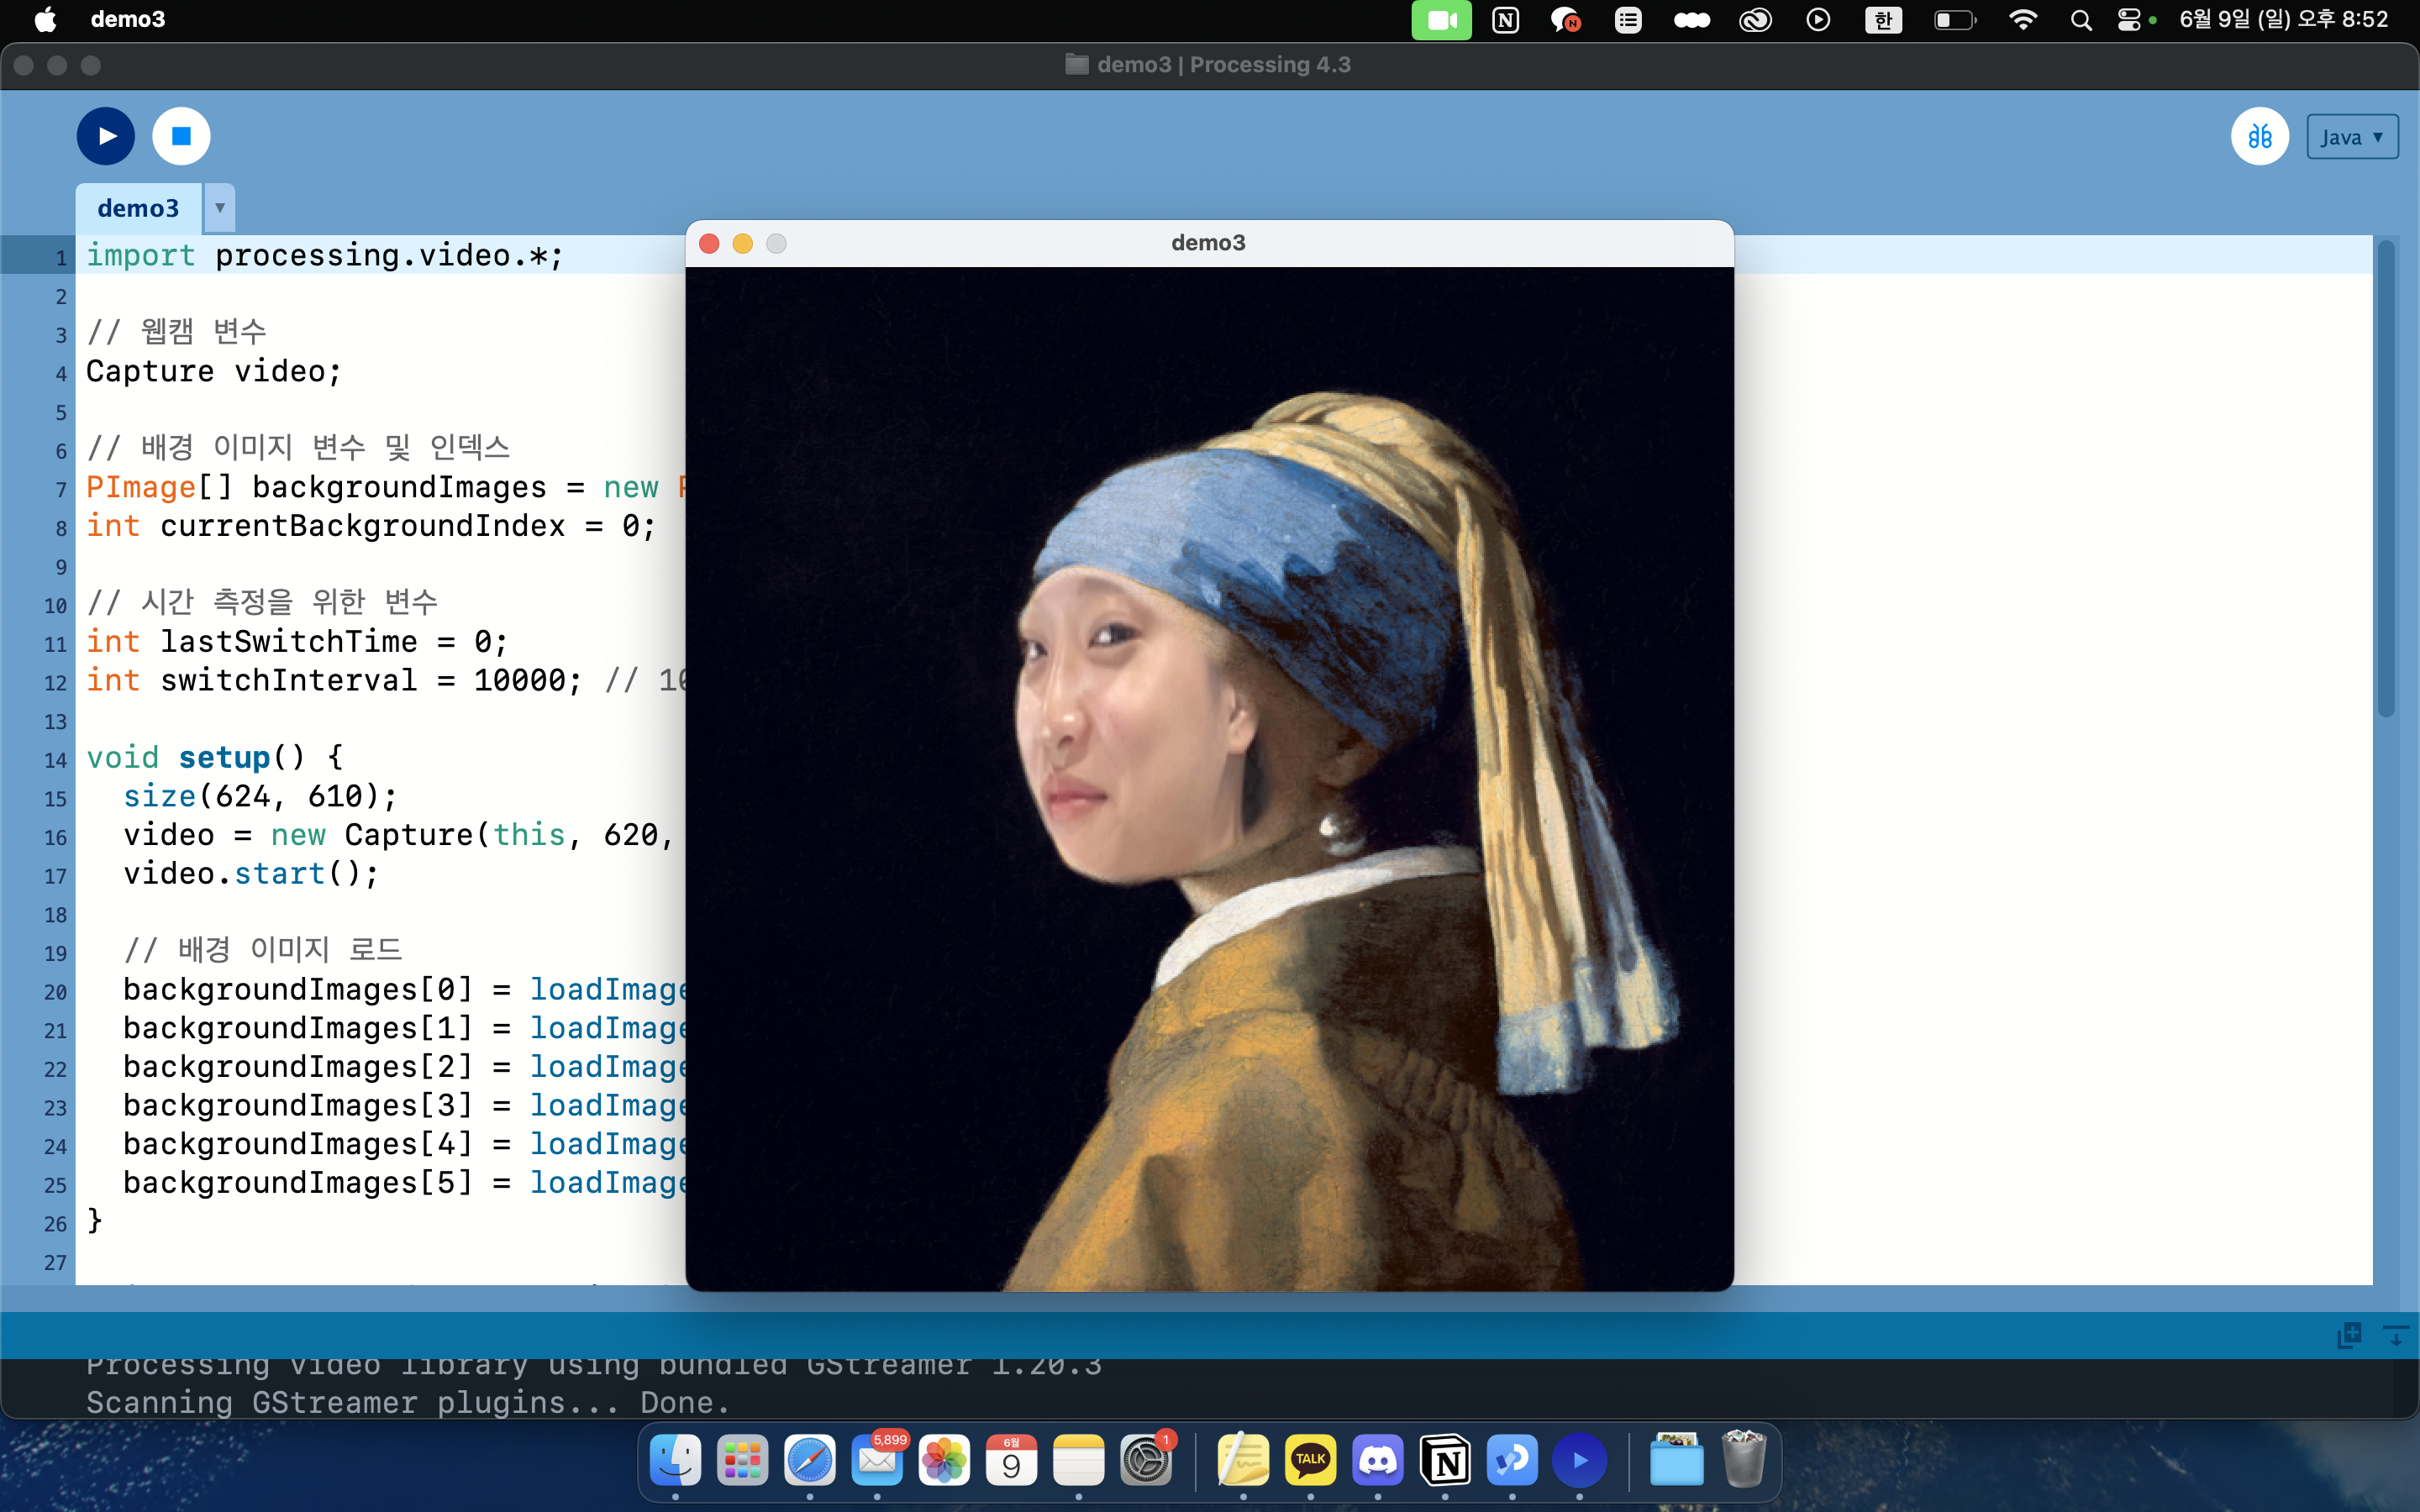 demo3
6월 9일 (일) 오후 8:52
한
demo3 | Processing 4.3
Java
demo3
demo3
1 import processing.video.*;
2
3 // 웹캠 변수
4 Capture video;
5
6 // 배경 이미지 변수 및 인덱스
7 PImage[] backgroundImages = new
8 int currentBackgroundIndex = 0;
9
10 // 시간 측정을 위한 변수
11 int lastSwitchTime = 0;
12 int switchInterval = 10000; // 10
13
14 void setup() {
15 size(624, 610);
16 video = new Capture(this, 620,
17 video.start();
18
19 // 배경 이미지 로드
20 backgroundImages[0] = loadImage
21 backgroundImages[1] = loadImage
22 backgroundImages[2] = loadImage
23 backgroundImages[3] = loadImage
24 backgroundImages[4] = loadImage
25 backgroundImages[5] = loadImage
26 }
27
Processing video library using bundled GStreamer 1.20.3
Scanning GStreamer plugins... Done.
5,899
6월
9
1
TALK